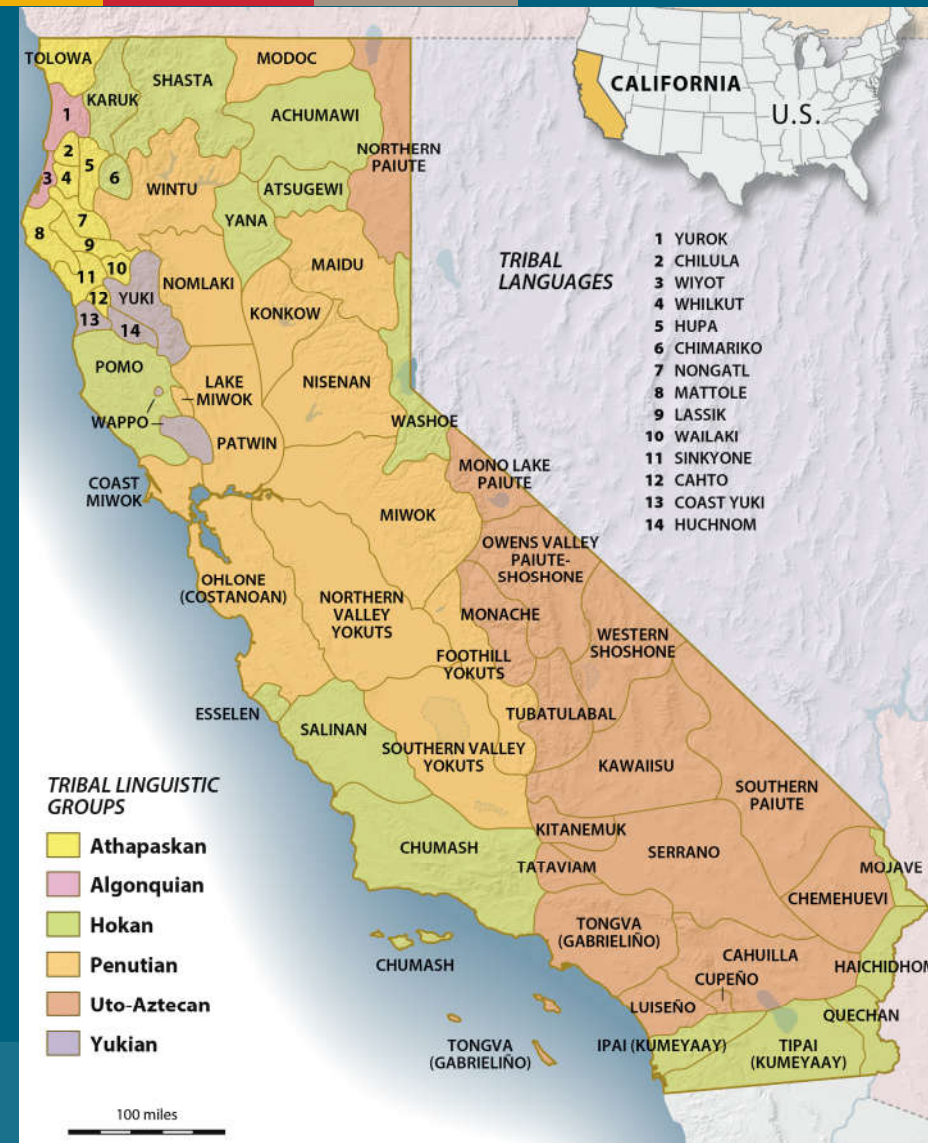 TOLOWA
KARUK
SHASTA
MODOC
ACHUMAWI
NORTHERN
PAIUTE
1
2
3
4
5
6
7
8
9
10
11
12
13
14
WINTU
ATSUGEWI
YANA
NOMLAKI
MAIDU
YUKI
KONKOW
POMO
LAKE
MIWOK
NISENAN
WAPPO
PATWIN
WASHOE
COAST
MIWOK
MONO LAKE
PAIUTE
MIWOK
OWENS VALLEY
PAIUTE-
SHOSHONE
OHLONE
(COSTANOAN)
NORTHERN
VALLEY
YOKUTS
MONACHE
WESTERN
SHOSHONE
FOOTHILL
YOKUTS
ESSELEN
SALINAN
TUBATULABAL
SOUTHERN VALLEY
YOKUTS
KAWAIISU
SOUTHERN
PAIUTE
CHUMASH
KITANEMUK
TATAVIAM
SERRANO
MOJAVE
CHEMEHUEVI
TONGVA
(GABRIELIÑO)
CAHUILLA
CUPEÑO
HAICHIDHOM
CHUMASH
LUISEÑO
QUECHAN
TONGVA
(GABRIELIÑO)
IPAI (KUMEYAAY)
TIPAI
(KUMEYAAY)
CALIFORNIA
U.S.
TRIBAL
LANGUAGES
1 YUROK
2 CHILULA
3 WIYOT
4 WHILKUT
5 HUPA
6 CHIMARIKO
7 NONGATL
8 MATTOLE
9 LASSIK
10 WAILAKI
11 SINKYONE
12 CAHTO
13 COAST YUKI
14 HUCHNOM
TRIBAL LINGUISTIC
GROUPS
Athapaskan
Algonquian
Hokan
Penutian
Uto-Aztecan
Yukian
100 miles